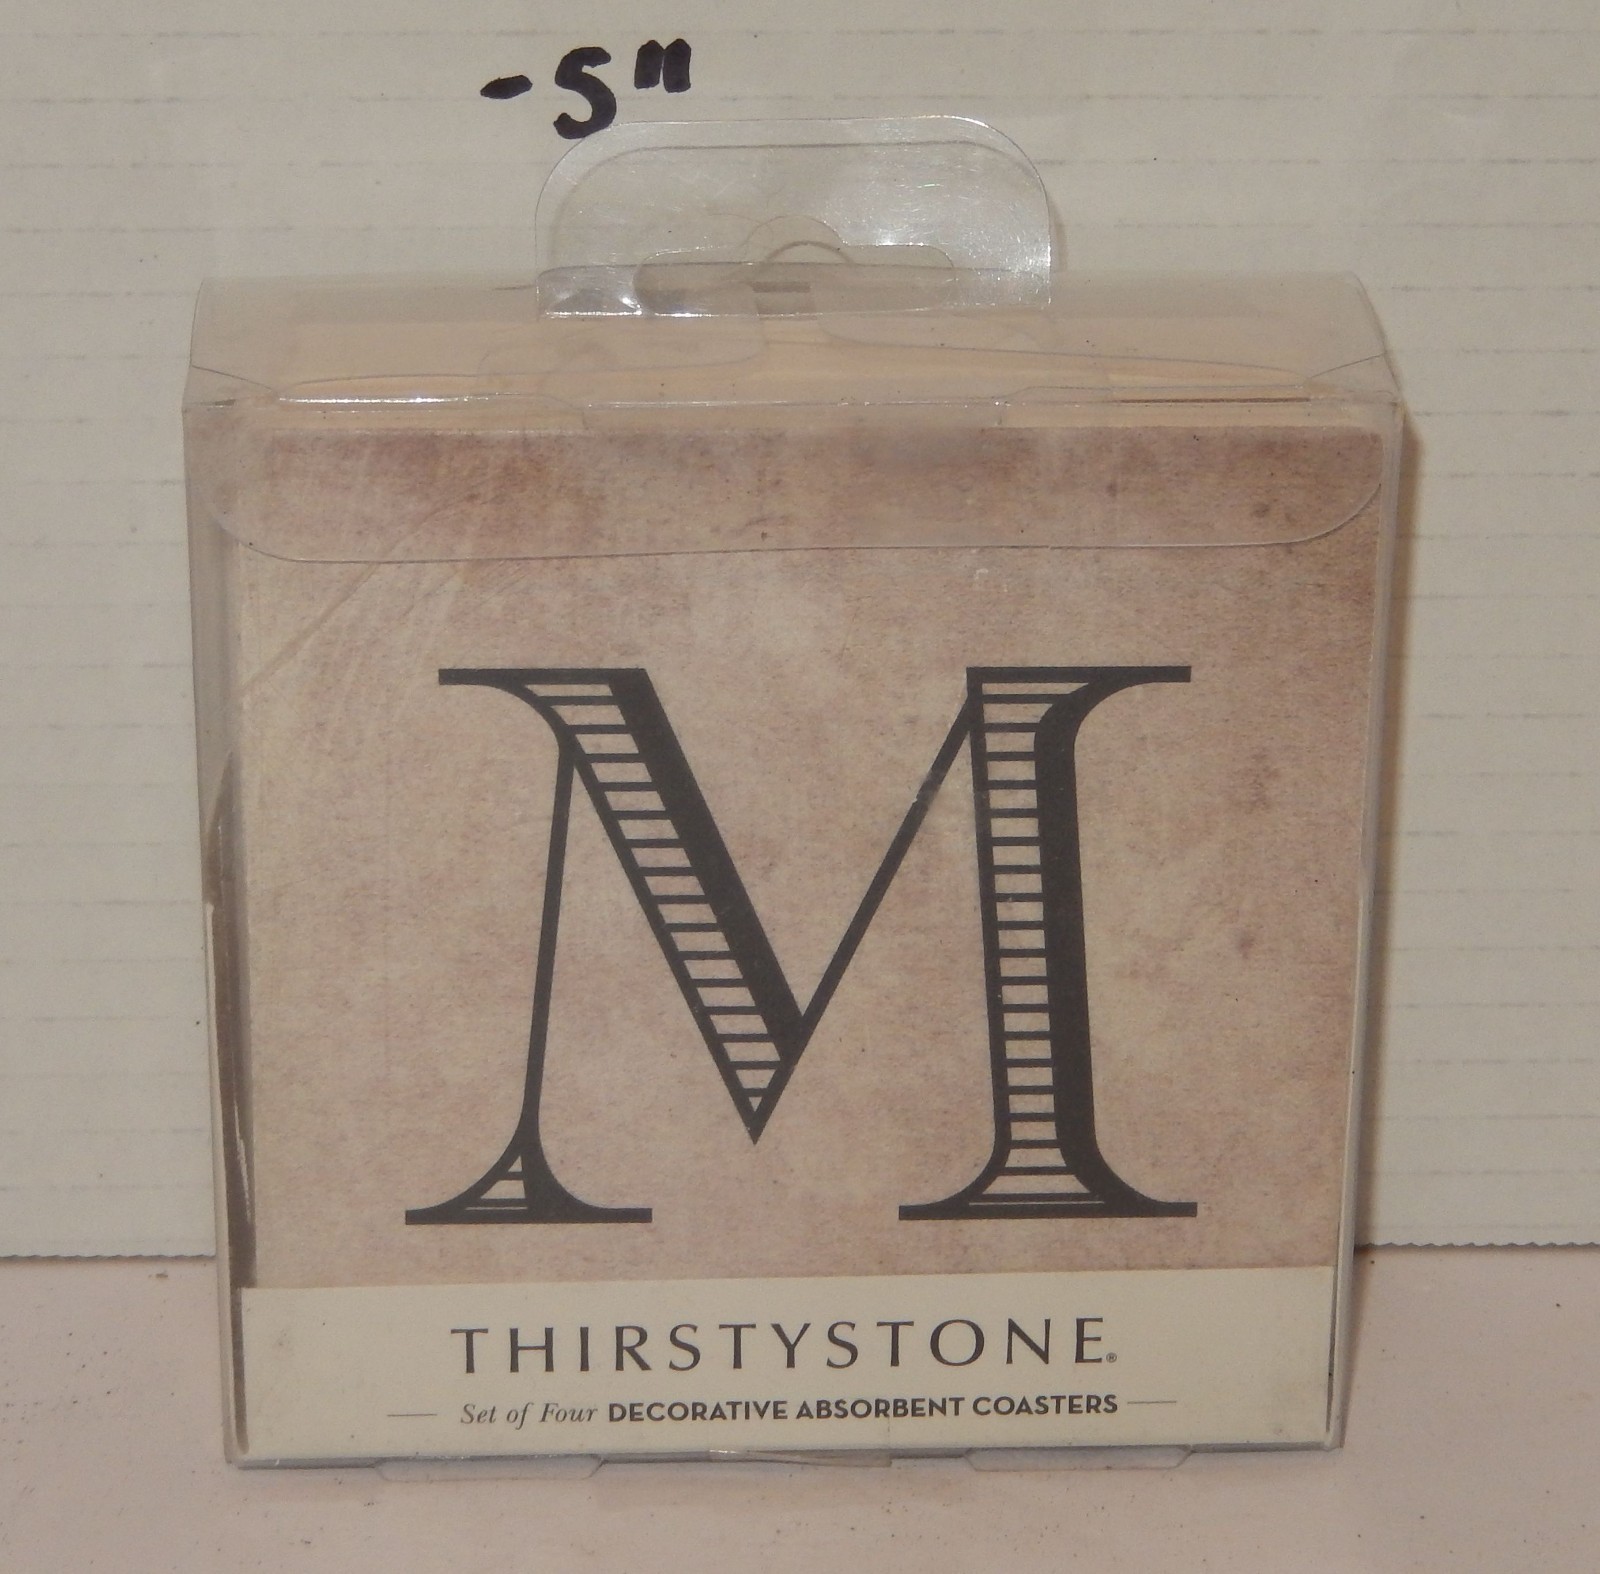 -5"
M
THIRSTYSTONE®
Set of Four DECORATIVE ABSORBENT COASTERS